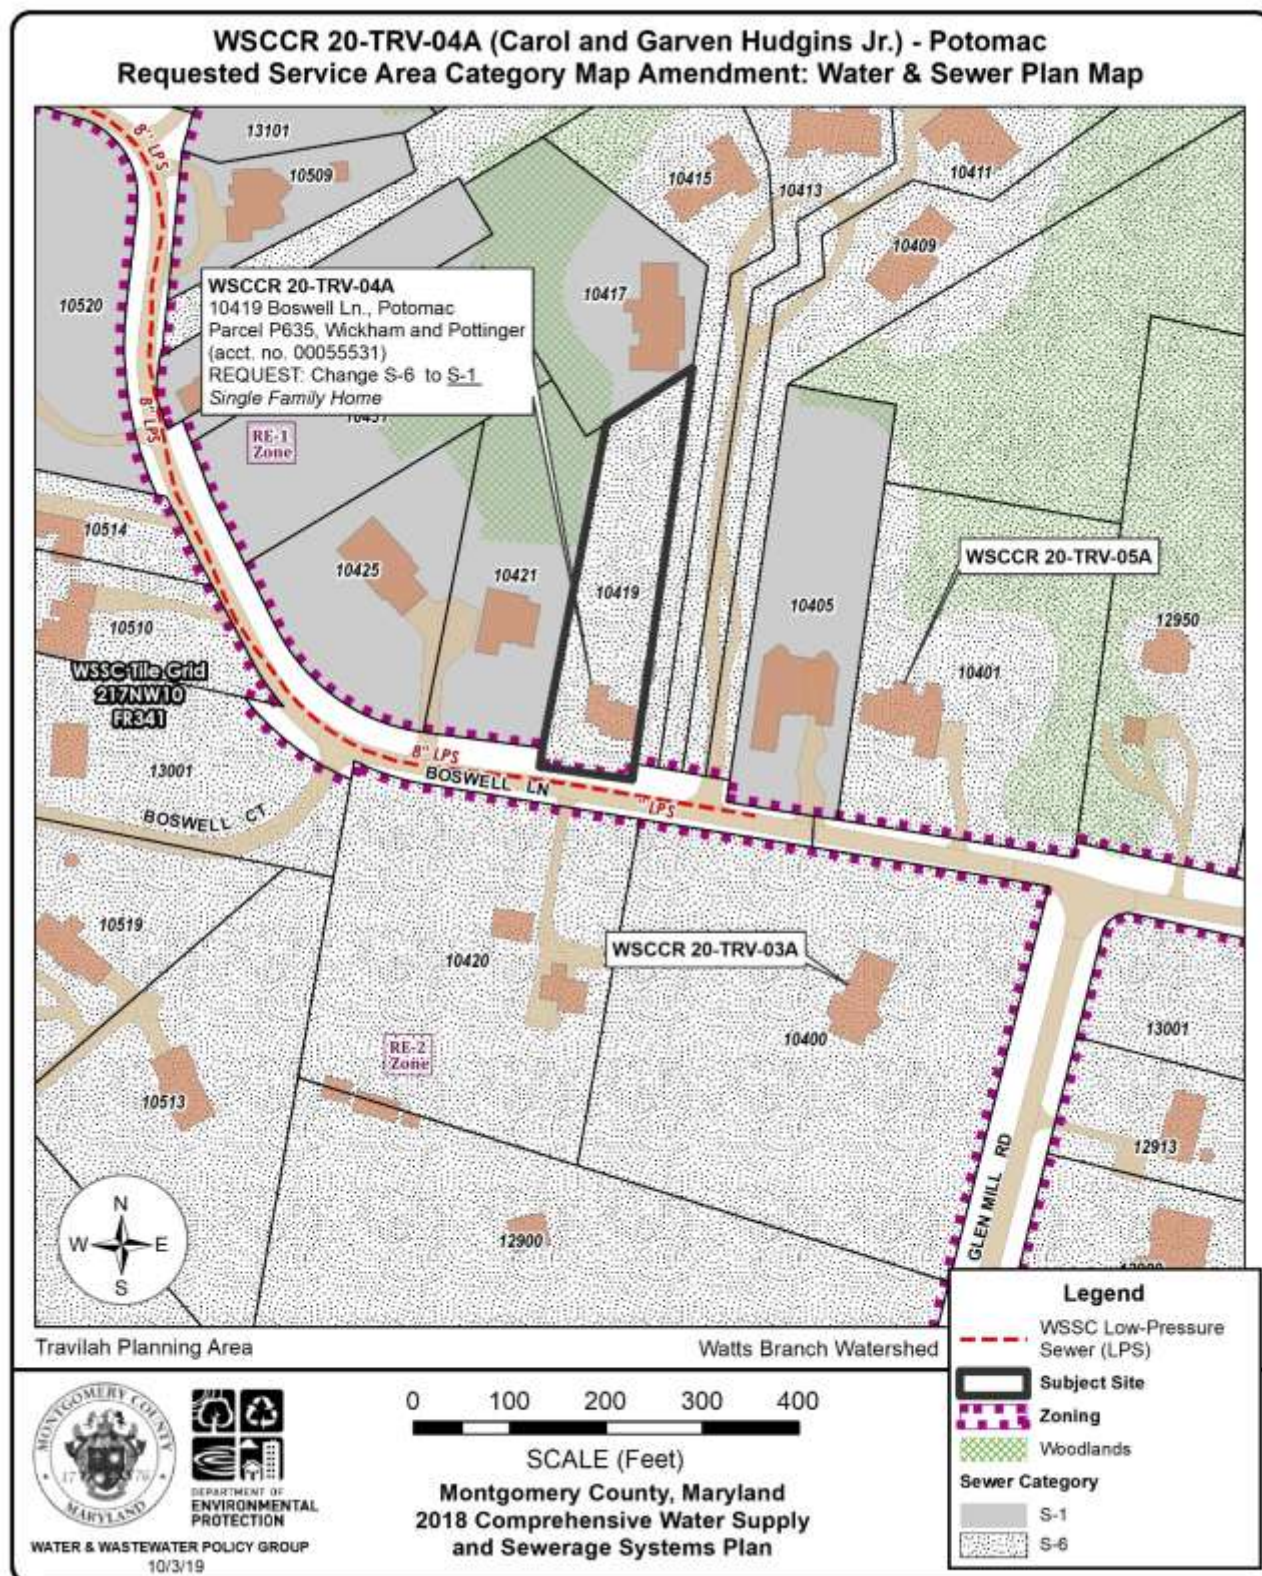 WSCCR 20-TRV-04A (Carol and Garven Hudgins Jr.) - Potomac
Requested Service Area Category Map Amendment: Water & Sewer Plan Map
8" LPS
13101
10509
10415
10413
10411
10409
10520
10417
WSCCR 20-TRV-04A
10419 Boswell Ln., Potomac
Parcel P635, Wickham and Pottinger
(acct. no. 00055531)
REQUEST: Change S-6 to S-1
Single Family Home
8" LPS
RE-1
Zone
10514
10425
10421
10419
10405
WSCCR 20-TRV-05A
12950
10510
10401
WSSC Tile Grid
217NW10
FR341
13001
8" LPS
BOSWELL LN
" LPS
BOSWELL CT
10519
10420
WSCCR 20-TRV-03A
10400
13001
RE-2
Zone
10513
12913
GLEN MILL RD
12900
N
W E
S
Travilah Planning Area
Watts Branch Watershed
Legend
WSSC Low-Pressure
Sewer (LPS)
Subject Site
Zoning
Woodlands
Sewer Category
S-1
S-6
MONTGOMERY COUNTY
17 76
MARYLAND
DEPARTMENT OF
ENVIRONMENTAL
PROTECTION
WATER & WASTEWATER POLICY GROUP
10/3/19
0 100 200 300 400
SCALE (Feet)
Montgomery County, Maryland
2018 Comprehensive Water Supply
and Sewerage Systems Plan